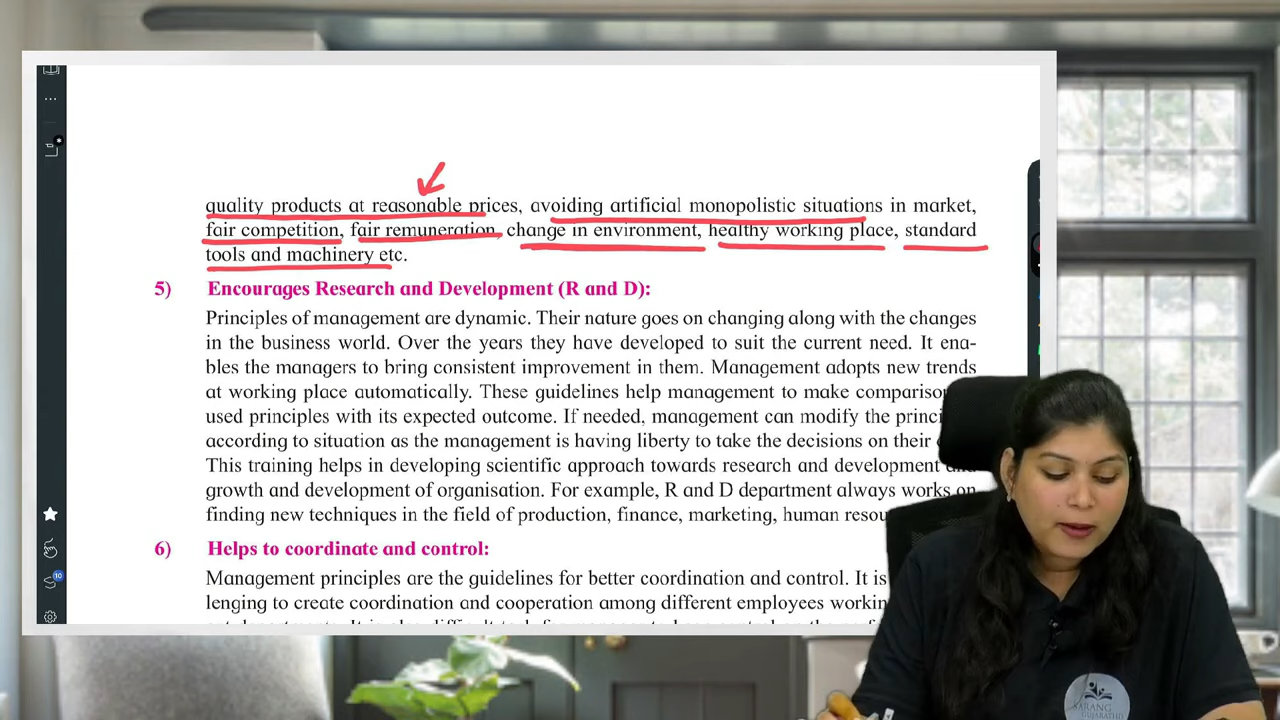 quality products at reasonable prices, avoiding artificial monopolistic situations in market,
fair competition, fair remuneration, change in environment, healthy working place, standard
tools and machinery etc.
5) Encourages Research and Development (R and D):
Principles of management are dynamic. Their nature goes on changing along with the changes
in the business world. Over the years they have developed to suit the current need. It ena-
bles the managers to bring consistent improvement in them. Management adopts new trends
at working place automatically. These guidelines help management to make
used principles with its expected outcome. If needed, management can modify the
according to situation as the management is having liberty to take the decisions on their
This training helps in developing scientific approach towards research and development and
growth and development of organisation. For example, R and D department always works on
finding new techniques in the field of production, finance, marketing, human
6) Helps to coordinate and control:
Management principles are the guidelines for better coordination and control. It is
lenging to create coordination and cooperation among different employees
10
SARANG
GUJARATHI